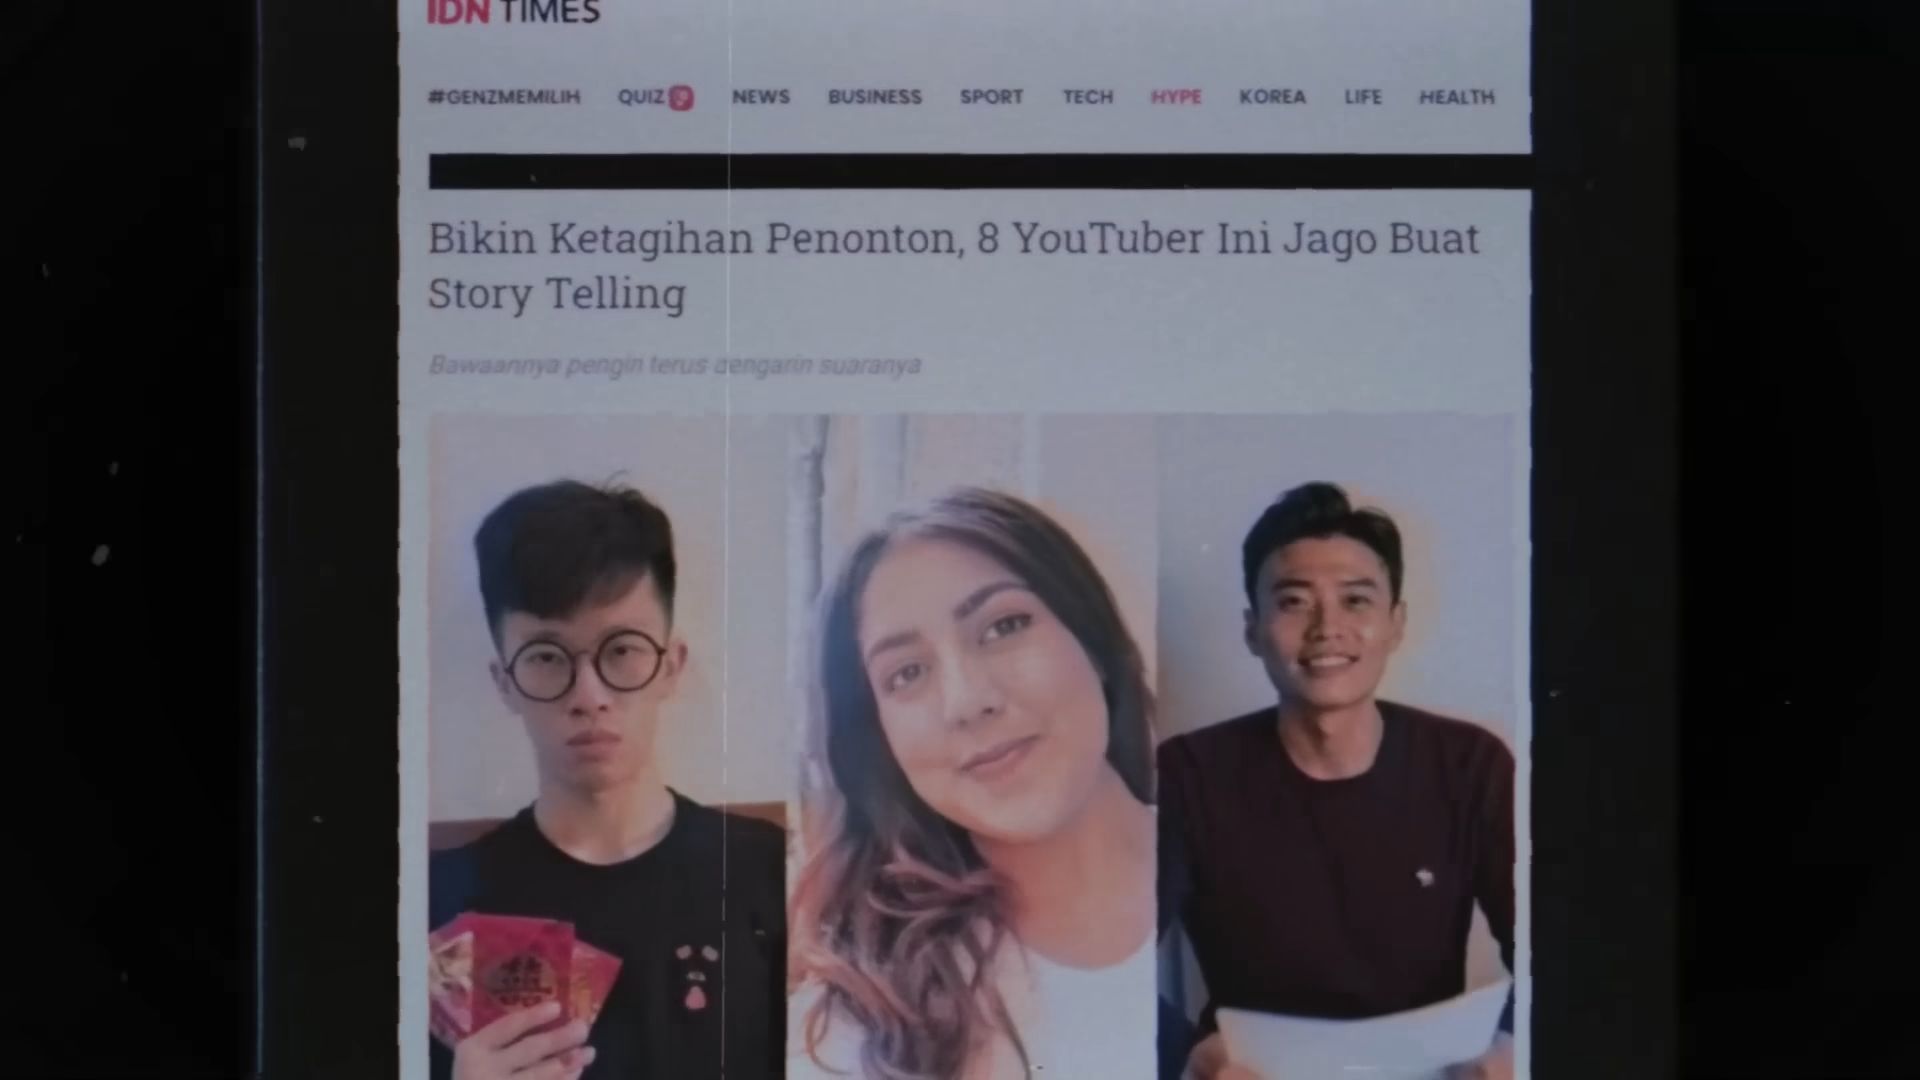 IDN TIMES
#GENZMEMILIH QUIZ NEWS BUSINESS SPORT TECH HYPE KOREA LIFE HEALTH
Bikin Ketagihan Penonton, 8 YouTuber Ini Jago Buat
Story Telling
Bawaannya pengin terus dengarin suaranya